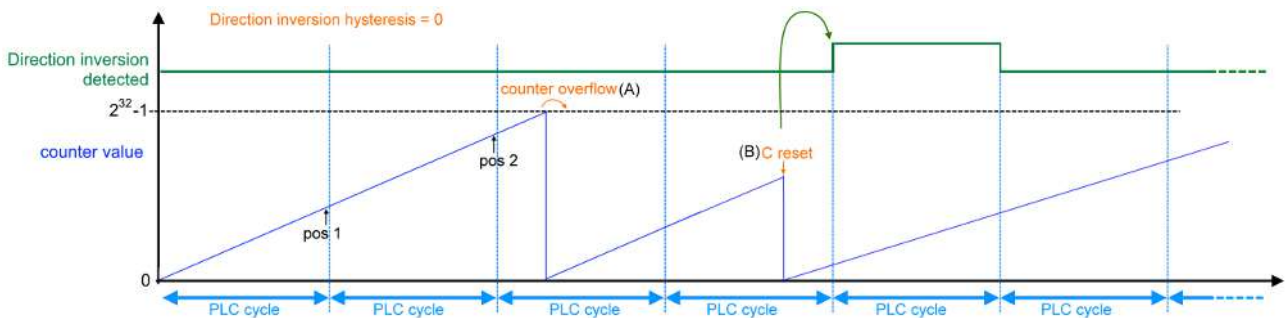 Direction inversion hysteresis = 0
Direction inversion
detected
counter overflow (A)
2³²-1
counter value
pos 2
(B) C reset
pos 1
0
PLC cycle
PLC cycle
PLC cycle
PLC cycle
PLC cycle
PLC cycle